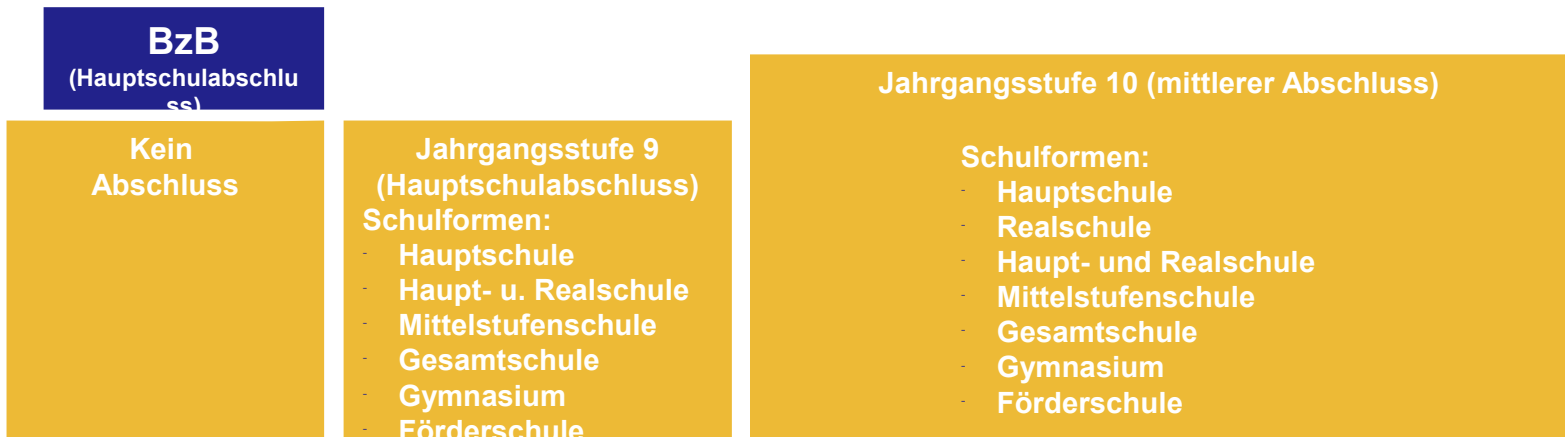 BzB
(Hauptschulabschlu
ss)
Kein
Abschluss
Jahrgangsstufe 9
(Hauptschulabschluss)
Schulformen:
- Hauptschule
- Haupt- u. Realschule
- Mittelstufenschule
- Gesamtschule
- Gymnasium
- Förderschule
Jahrgangsstufe 10 (mittlerer Abschluss)
Schulformen:
- Hauptschule
- Realschule
- Haupt- und Realschule
- Mittelstufenschule
- Gesamtschule
- Gymnasium
- Förderschule